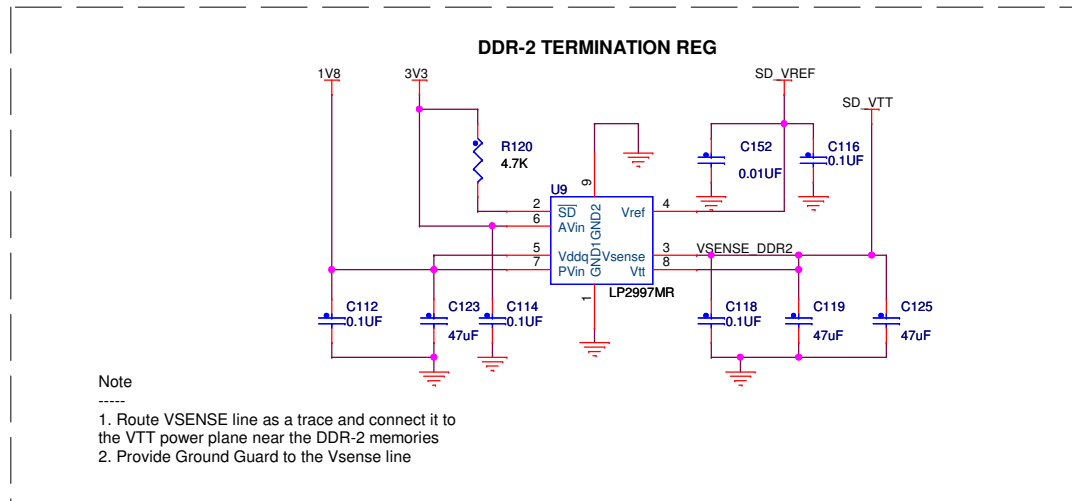 DDR-2 TERMINATION REG
1V8
3V3
SD_VREF
SD_VTT
R120
4.7K
C152
0.01UF
C116
0.1UF
U9
9
2
SD
GND2
Vref
4
6
AVin
5
Vddq
GND1
Vsense
3
VSENSE_DDR2
7
PVin
Vtt
8
1
LP2997MR
C112
0.1UF
C123
47uF
C114
0.1UF
C118
0.1UF
C119
47uF
C125
47uF
Note
-----
1. Route VSENSE line as a trace and connect it to
the VTT power plane near the DDR-2 memories
2. Provide Ground Guard to the Vsense line